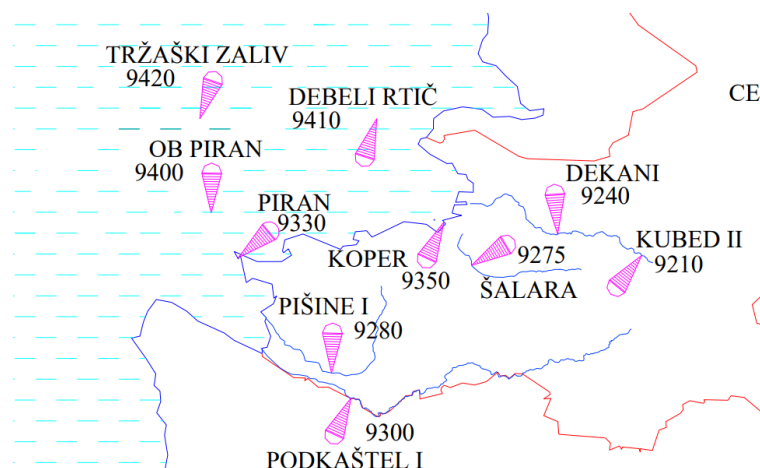 TRŽAŠKI ZALIV
9420
DEBELI RTIČ
9410
CE
OB PIRAN
9400
DEKANI
9240
PIRAN
9330
KOPER
9350
9275
ŠALARA
KUBED II
9210
PIŠINE I
9280
9300
PODKAŠTEL I